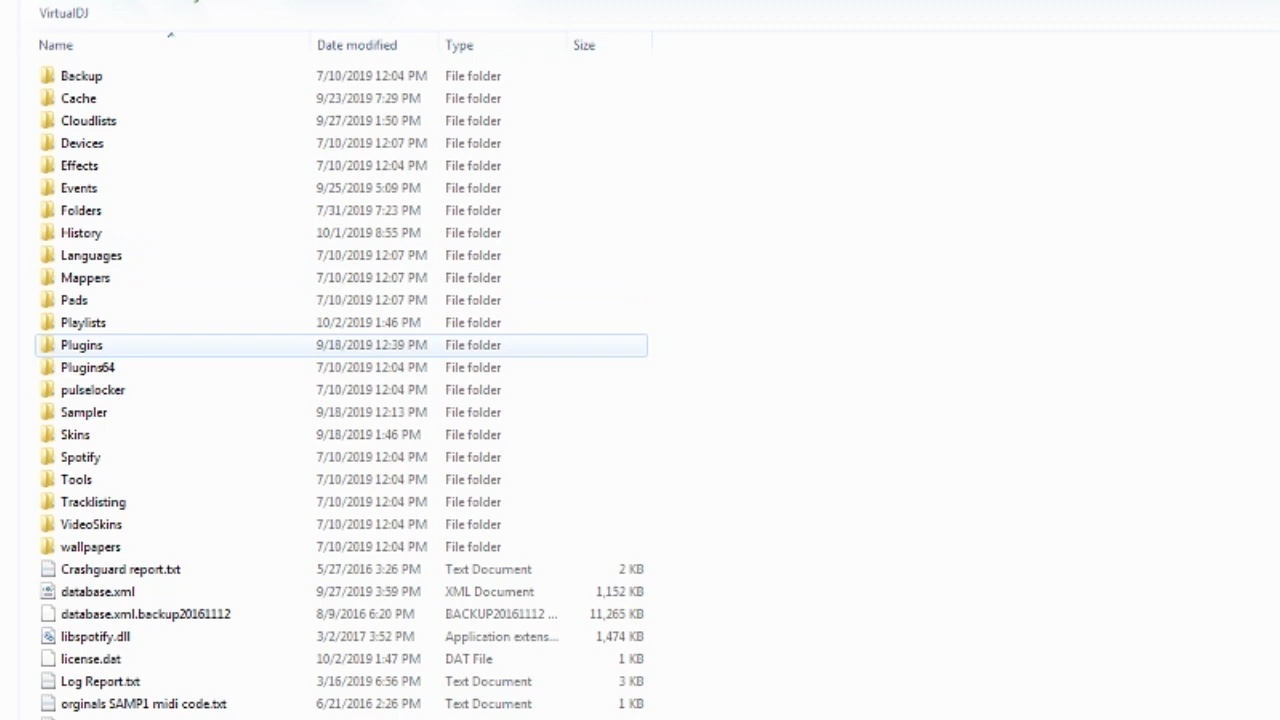 VirtualDJ
Name Date modified Type Size
Backup 7/10/2019 12:04 PM File folder
Cache 9/23/2019 7:29 PM File folder
Cloudlists 9/27/2019 1:50 PM File folder
Devices 7/10/2019 12:07 PM File folder
Effects 7/10/2019 12:04 PM File folder
Events 9/25/2019 5:09 PM File folder
Folders 7/31/2019 7:23 PM File folder
History 10/1/2019 8:55 PM File folder
Languages 7/10/2019 12:07 PM File folder
Mappers 7/10/2019 12:07 PM File folder
Pads 7/10/2019 12:07 PM File folder
Playlists 10/2/2019 1:46 PM File folder
Plugins 9/18/2019 12:39 PM File folder
Plugins64 7/10/2019 12:04 PM File folder
pulselocker 7/10/2019 12:04 PM File folder
Sampler 9/18/2019 12:13 PM File folder
Skins 9/18/2019 1:46 PM File folder
Spotify 7/10/2019 12:04 PM File folder
Tools 7/10/2019 12:04 PM File folder
Tracklisting 7/10/2019 12:04 PM File folder
VideoSkins 7/10/2019 12:04 PM File folder
wallpapers 7/10/2019 12:04 PM File folder
Crashguard report.txt 5/27/2016 3:26 PM Text Document 2 KB
database.xml 9/27/2019 3:59 PM XML Document 1,152 KB
database.xml.backup20161112 8/9/2016 6:20 PM BACKUP20161112 ... 11,265 KB
libspotify.dll 3/2/2017 3:52 PM Application extens... 1,474 KB
license.dat 10/2/2019 1:47 PM DAT File 1 KB
Log Report.txt 3/16/2019 6:56 PM Text Document 3 KB
orginals SAMP1 midi code.txt 6/21/2016 2:26 PM Text Document 1 KB